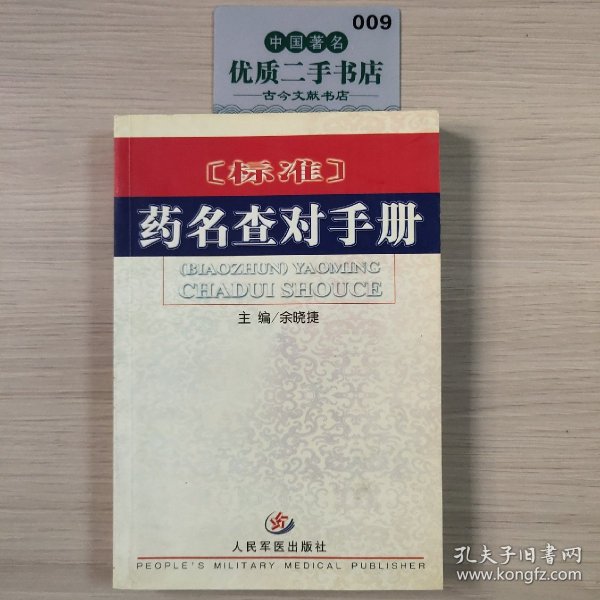 009
中国著名
优质二手书店
古今文献书店
〔标准〕
药名查对手册
(BIAOZHUN) YAOMING
CHADUI SHOUCE
主 编/余晓捷
人民军医出版社
PEOPLE'S MILITARY MEDICAL PUBLISHER
孔夫子旧书网
www.kongfz.com